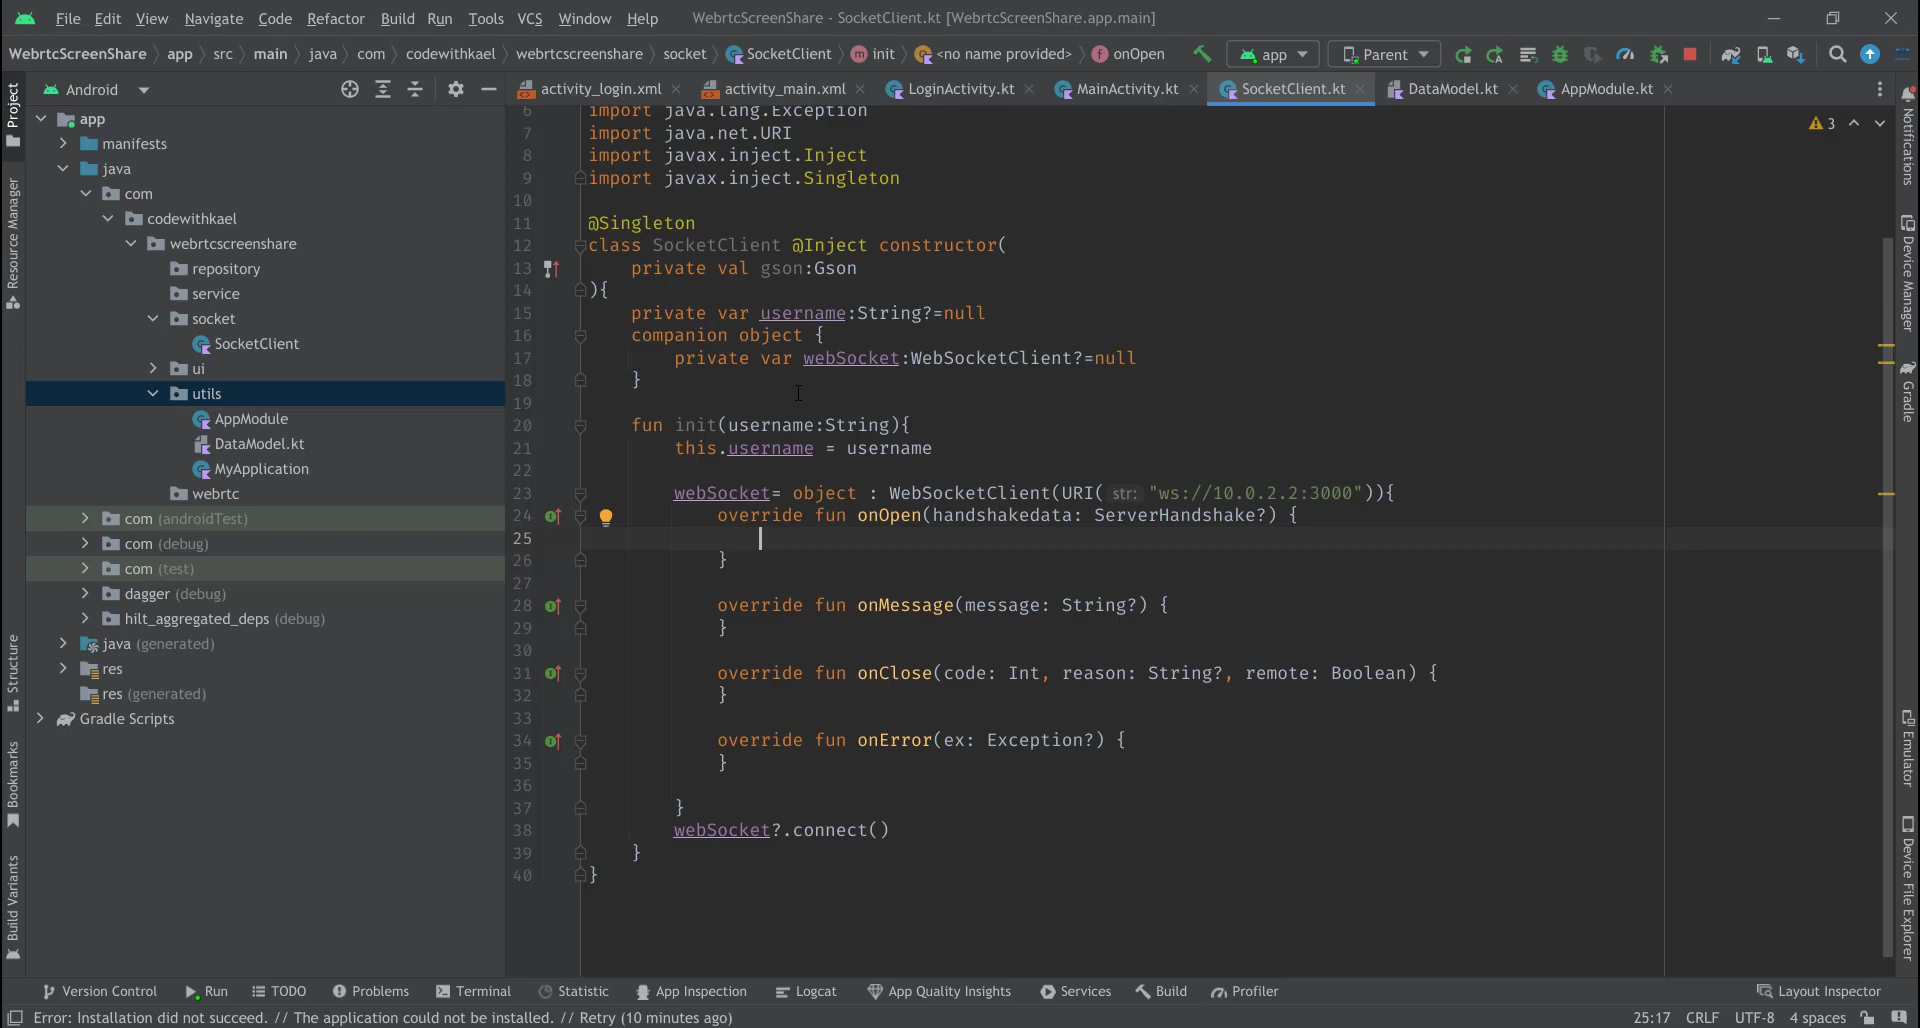 File Edit View Navigate Code Refactor Build Run Tools VCS Window Help WebrtcScreenShare - SocketClient.kt [WebrtcScreenShare.app.main]
WebrtcScreenShare app src main java com codewithkael webrtcscreenshare socket SocketClient init <no name provided> onOpen app Parent
Android
activity_login.xml activity_main.xml LoginActivity.kt MainActivity.kt SocketClient.kt DataModel.kt AppModule.kt
Project
Resource Manager
Structure
Bookmarks
Build Variants
app
manifests
java
com
codewithkael
webrtcscreenshare
repository
service
socket
SocketClient
ui
utils
AppModule
DataModel.kt
MyApplication
webrtc
com (androidTest)
com (debug)
com (test)
dagger (debug)
hilt_aggregated_deps (debug)
java (generated)
res
res (generated)
Gradle Scripts
3
6 import java.lang.Exception
7 import java.net.URI
8 import javax.inject.Inject
9 import javax.inject.Singleton
10
11 @Singleton
12 class SocketClient @Inject constructor(
13 private val gson:Gson
14 ){
15 private var username:String?=null
16 companion object {
17 private var webSocket:WebSocketClient?=null
18 }
19
20 fun init(username:String){
21 this.username = username
22
23 webSocket= object : WebSocketClient(URI( str: "ws://10.0.2.2:3000")){
24 override fun onOpen(handshakedata: ServerHandshake?) {
25
26 }
27
28 override fun onMessage(message: String?) {
29 }
30
31 override fun onClose(code: Int, reason: String?, remote: Boolean) {
32 }
33
34 override fun onError(ex: Exception?) {
35 }
36
37 }
38 webSocket?.connect()
39 }
40 }
Notifications
Device Manager
Gradle
Emulator
Device File Explorer
Version Control Run TODO Problems Terminal Statistic App Inspection Logcat App Quality Insights Services Build Profiler Layout Inspector
Error: Installation did not succeed. // The application could not be installed. // Retry (10 minutes ago) 25:17 CRLF UTF-8 4 spaces